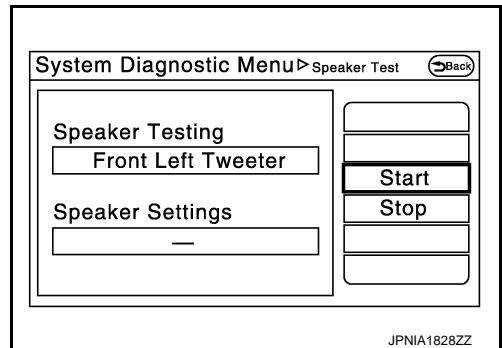 System Diagnostic Menu▷Speaker Test ⮌Back
Speaker Testing
Front Left Tweeter
Start
Speaker Settings
Stop
—
JPNIA1828ZZ